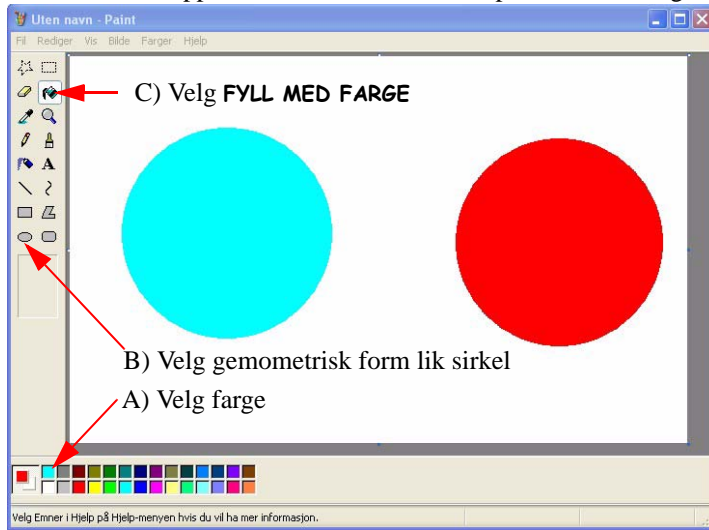 Uten navn - Paint
Fil Rediger Vis Bilde Farger Hjelp
C) Velg FYLL MED FARGE
A
B) Velg gemometrisk form lik sirkel
A) Velg farge
Velg Emner i Hjelp på Hjelp-menyen hvis du vil ha mer informasjon.